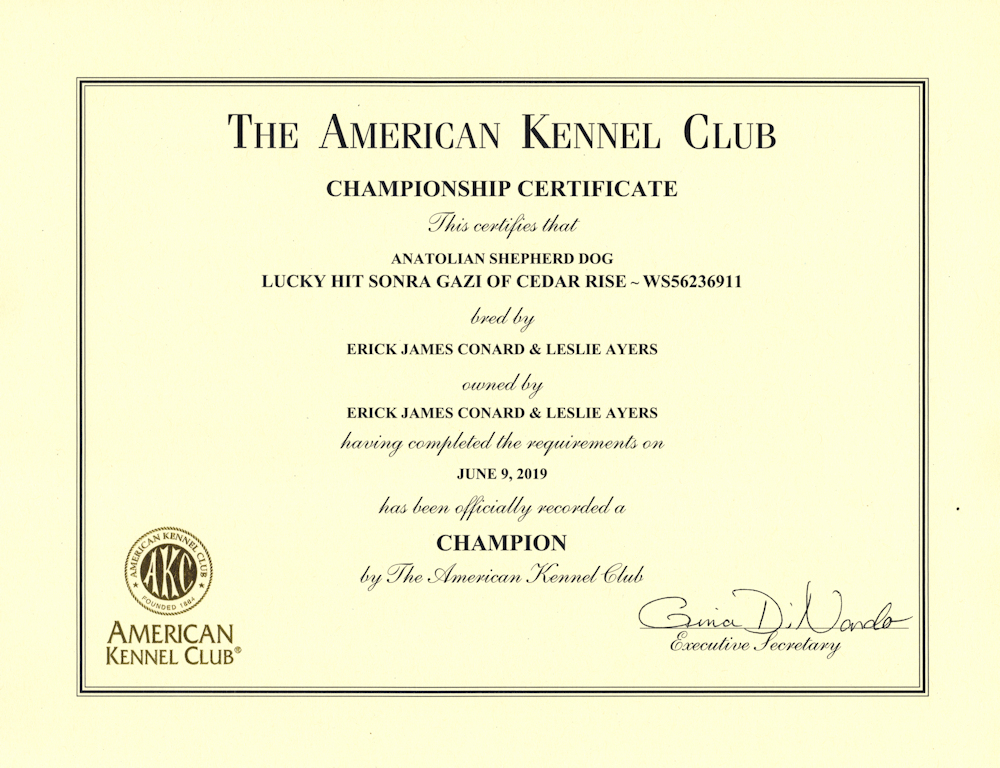 THE AMERICAN KENNEL CLUB
CHAMPIONSHIP CERTIFICATE
This certifies that
ANATOLIAN SHEPHERD DOG
LUCKY HIT SONRA GAZI OF CEDAR RISE ~ WS56236911
bred by
ERICK JAMES CONARD & LESLIE AYERS
owned by
ERICK JAMES CONARD & LESLIE AYERS
having completed the requirements on
JUNE 9, 2019
has been officially recorded a
CHAMPION
by The American Kennel Club
AMERICAN KENNEL CLUB
AKC
FOUNDED 1884
AMERICAN
KENNEL CLUB®
Gina DiNardo
Executive Secretary